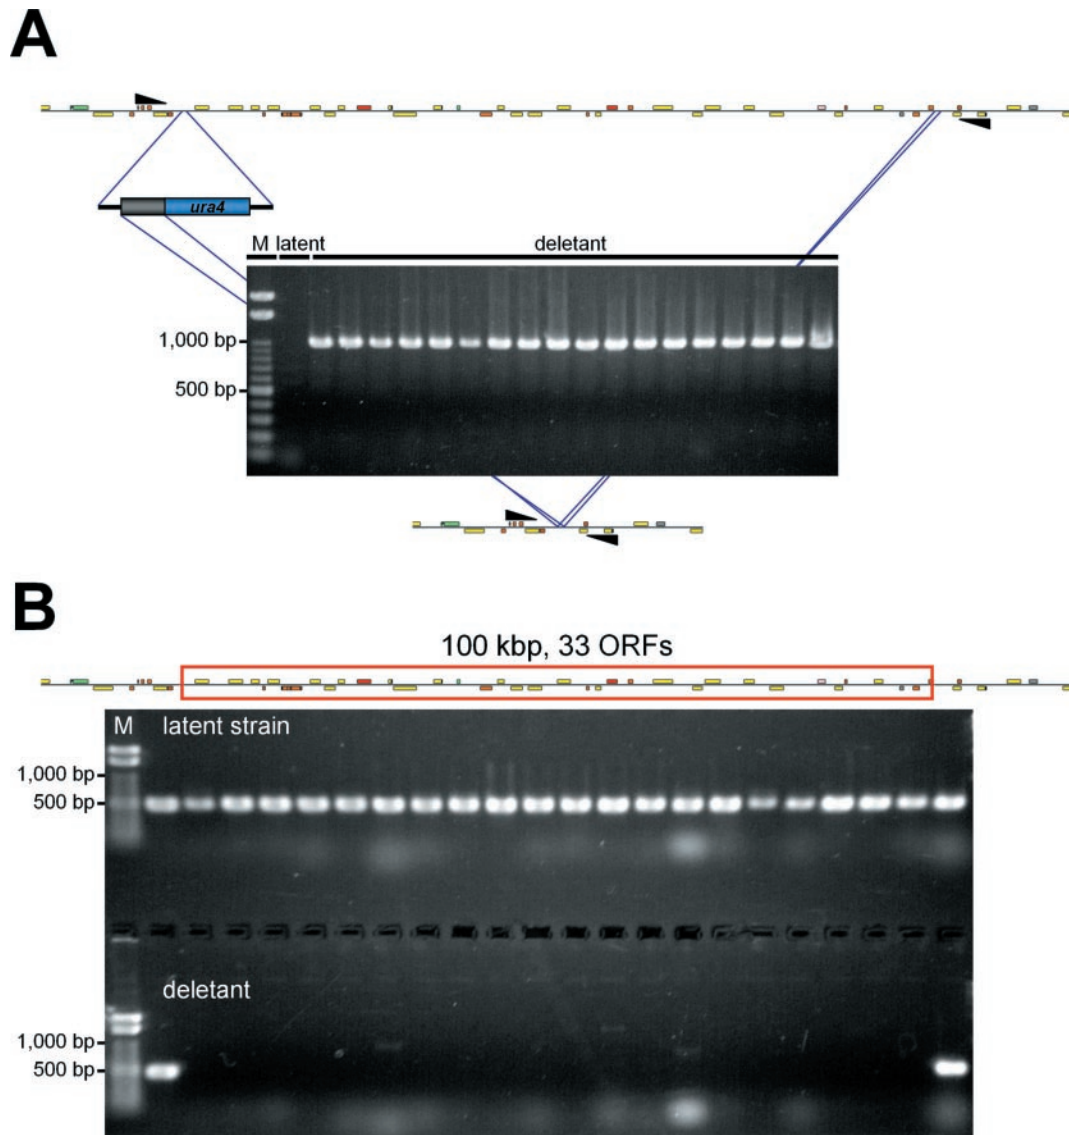 A
ura4
M latent deletant
1,000 bp
500 bp
B
100 kbp, 33 ORFs
M latent strain
1,000 bp
500 bp
deletant
1,000 bp
500 bp